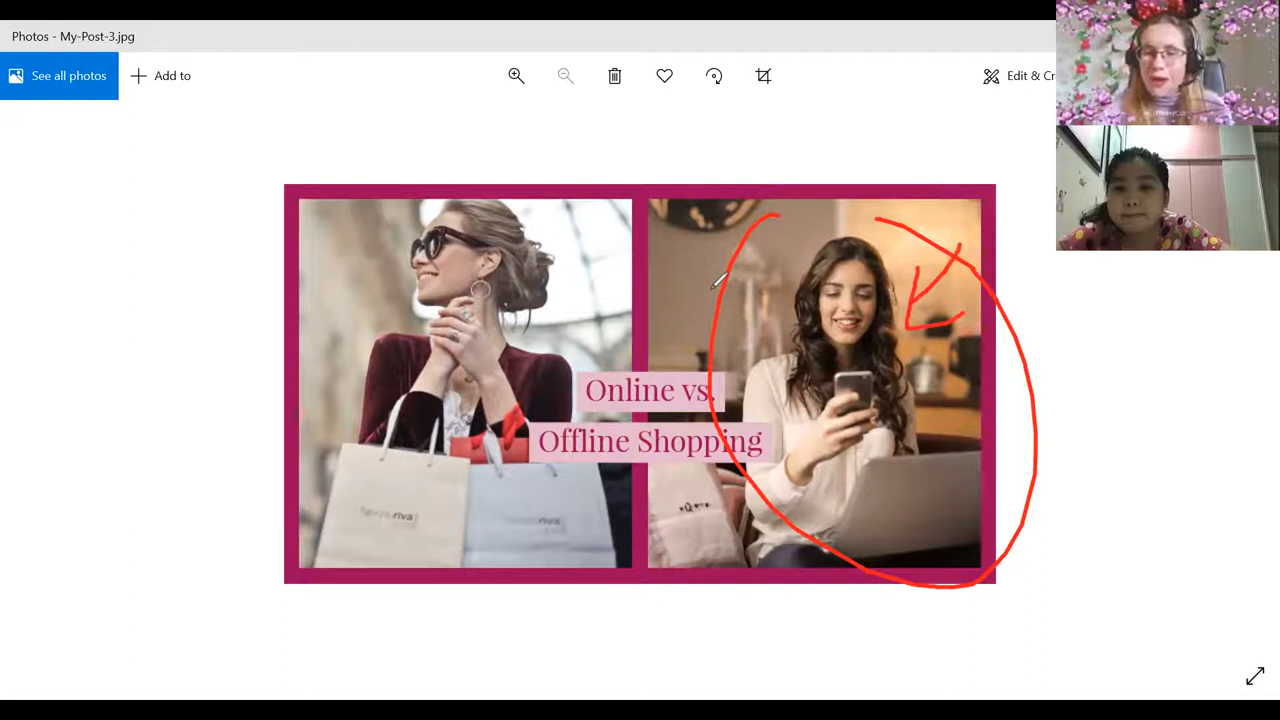 Photos - My-Post-3.jpg
See all photos
Add to
Edit & Cr
Online vs.
Offline Shopping